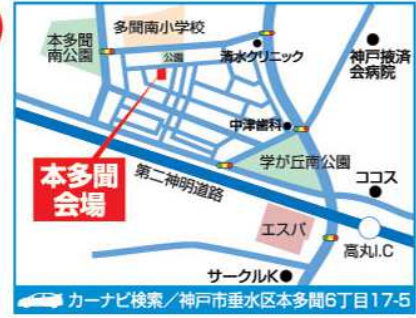 多聞南小学校
本多聞
南公園
公園
清水クリニック
神戸掖済
会病院
中津歯科
本多聞
会場
第二神明道路
学が丘南公園
ココス
エスパ
高丸I.C
サークルK
カーナビ検索／神戸市垂水区本多聞6丁目17-5